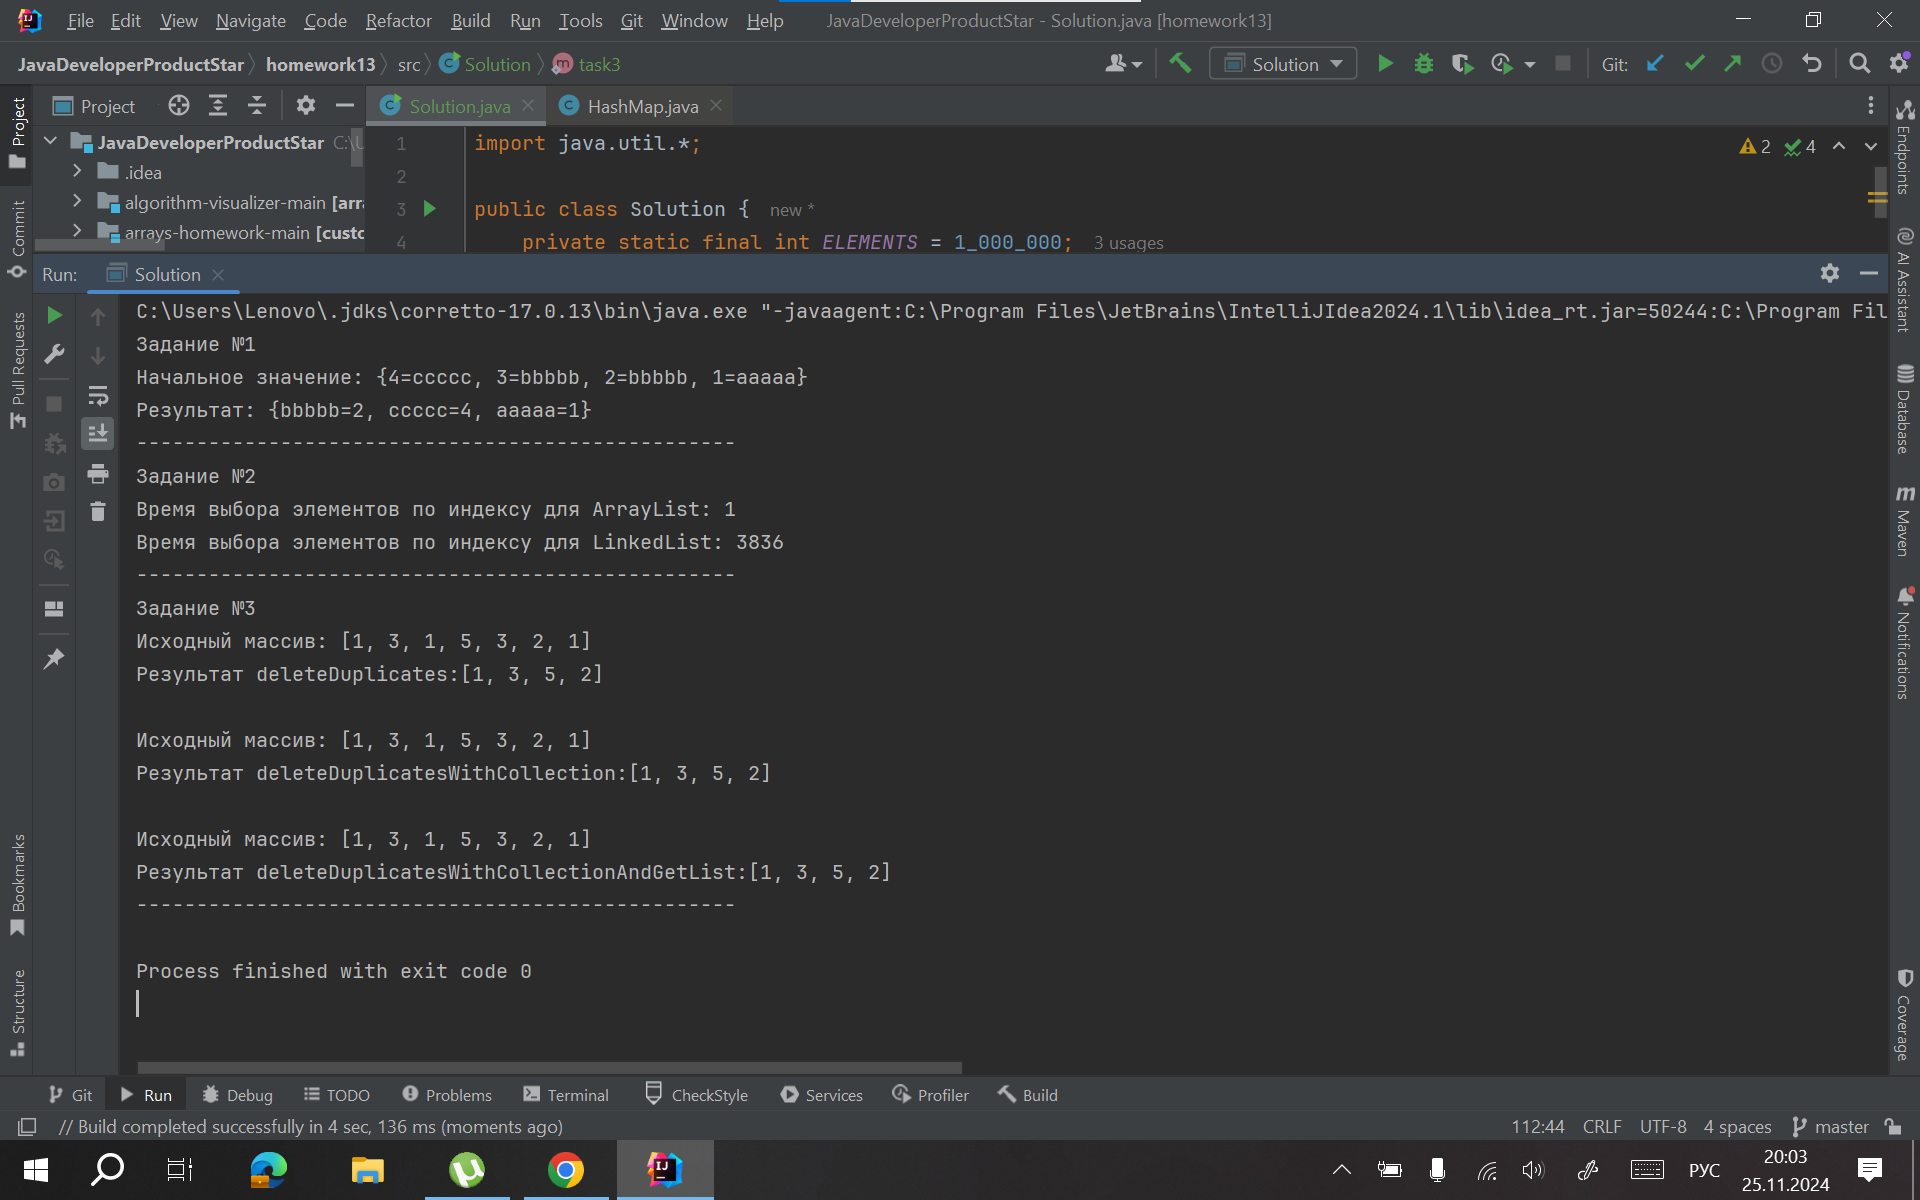 File Edit View Navigate Code Refactor Build Run Tools Git Window Help JavaDeveloperProductStar - Solution.java [homework13]
JavaDeveloperProductStar homework13 src Solution task3 Solution Git:
Project Solution.java HashMap.java
JavaDeveloperProductStar C:\U
.idea
algorithm-visualizer-main [arra
arrays-homework-main [custo
1 import java.util.*; 2 4
2
3 public class Solution { new *
4 private static final int ELEMENTS = 1_000_000; 3 usages
Run: Solution
C:\Users\Lenovo\.jdks\corretto-17.0.13\bin\java.exe "-javaagent:C:\Program Files\JetBrains\IntelliJIdea2024.1\lib\idea_rt.jar=50244:C:\Program Fil
Задание №1
Начальное значение: {4=ccccc, 3=bbbbb, 2=bbbbb, 1=aaaaa}
Результат: {bbbbb=2, ccccc=4, aaaaa=1}
--------------------------------------------------
Задание №2
Время выбора элементов по индексу для ArrayList: 1
Время выбора элементов по индексу для LinkedList: 3836
--------------------------------------------------
Задание №3
Исходный массив: [1, 3, 1, 5, 3, 2, 1]
Результат deleteDuplicates:[1, 3, 5, 2]
Исходный массив: [1, 3, 1, 5, 3, 2, 1]
Результат deleteDuplicatesWithCollection:[1, 3, 5, 2]
Исходный массив: [1, 3, 1, 5, 3, 2, 1]
Результат deleteDuplicatesWithCollectionAndGetList:[1, 3, 5, 2]
--------------------------------------------------
Process finished with exit code 0
Project
Commit
Pull Requests
Bookmarks
Structure
Endpoints
AI Assistant
Database
Maven
Notifications
Coverage
Git Run Debug TODO Problems Terminal CheckStyle Services Profiler Build
// Build completed successfully in 4 sec, 136 ms (moments ago) 112:44 CRLF UTF-8 4 spaces master
РУС 20:03
25.11.2024